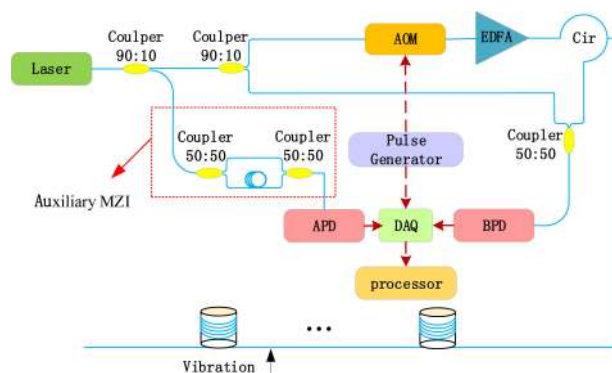 Coulper
90:10
Coulper
90:10
AOM
EDFA
Cir
Laser
Coupler
50:50
Coupler
50:50
Pulse
Generator
Coupler
50:50
Auxiliary MZI
APD
DAQ
BPD
processor
...
Vibration